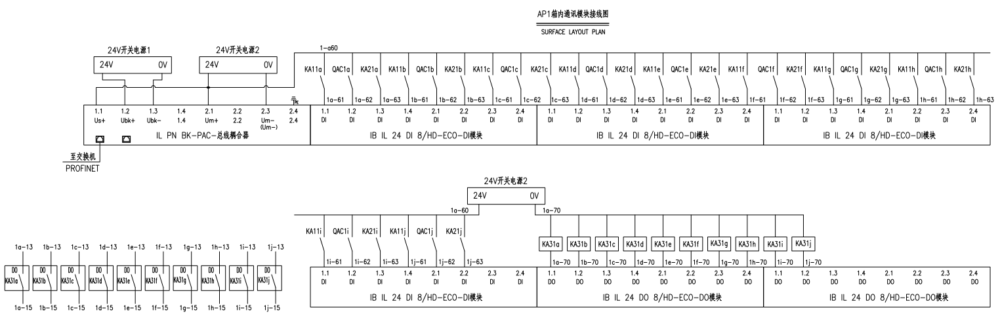 AP1箱内通讯模块接线图
SURFACE LAYOUT PLAN
24V开关电源1 24V开关电源2 1-a60
24V 0V 24V 0V
KA11a QAC1a KA21a KA11b QAC1b KA21b KA11c QAC1c KA21c KA11d QAC1d KA21d KA11e QAC1e KA21e KA11f QAC1f KA21f KA11g QAC1g KA21g KA11h QAC1h KA21h
PE 1a-61 1a-62 1a-63 1b-61 1b-62 1b-63 1c-61 1c-62 1c-63 1d-61 1d-62 1d-63 1e-61 1e-62 1e-63 1f-61 1f-62 1f-63 1g-61 1g-62 1g-63 1h-61 1h-62 1h-63
1.1 1.2 1.3 1.4 2.1 2.2 2.3 2.4 1.1 1.2 1.3 1.4 2.1 2.2 2.3 2.4 1.1 1.2 1.3 1.4 2.1 2.2 2.3 2.4 1.1 1.2 1.3 1.4 2.1 2.2 2.3 2.4
Us+ Ubk+ Ubk- 1.4 Um+ 2.2 Um- 2.4 DI DI DI DI DI DI DI DI DI DI DI DI DI DI DI DI DI DI DI DI DI DI DI DI
(Um-)
IL PN BK-PAC-总线耦合器 IB IL 24 DI 8/HD-ECO-DI模块 IB IL 24 DI 8/HD-ECO-DI模块 IB IL 24 DI 8/HD-ECO-DI模块
至交换机
PROFINET
24V开关电源2
24V 0V
1a-60 1a-70
KA11i QAC1i KA21i KA11j QAC1j KA21j
KA31a KA31b KA31c KA31d KA31e KA31f KA31g KA31h KA31i KA31j
1a-13 1b-13 1c-13 1d-13 1e-13 1f-13 1g-13 1h-13 1i-13 1j-13
1i-61 1i-62 1i-63 1j-61 1j-62 1j-63 1a-70 1b-70 1c-70 1d-70 1e-70 1f-70 1g-70 1h-70 1i-70 1j-70
DO DO DO DO DO DO DO DO DO DO
1.1 1.2 1.3 1.4 2.1 2.2 2.3 2.4 1.1 1.2 1.3 1.4 2.1 2.2 2.3 2.4 1.1 1.2 1.3 1.4 2.1 2.2 2.3 2.4
KA31a KA31b KA31c KA31d KA31e KA31f KA31g KA31h KA31i KA31j
DI DI DI DI DI DI DI DI DO DO DO DO DO DO DO DO DO DO DO DO DO DO DO DO
IB IL 24 DI 8/HD-ECO-DI模块 IB IL 24 DO 8/HD-ECO-DO模块 IB IL 24 DO 8/HD-ECO-DO模块
1a-15 1b-15 1c-15 1d-15 1e-15 1f-15 1g-15 1h-15 1i-15 1j-15